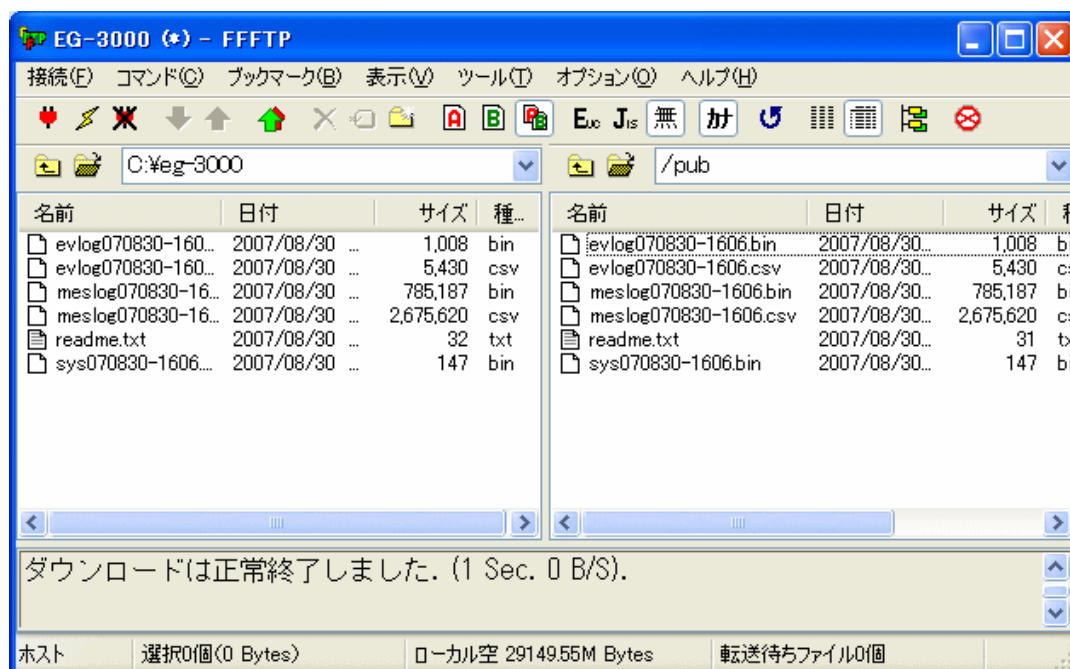 EG-3000 (*) - FFFTP
接続(F) コマンド(C) ブックマーク(B) 表示(V) ツール(T) オプション(O) ヘルプ(H)
A B B Euc Jis 無 カナ
C:¥eg-3000 /pub
名前 日付 サイズ 種... 名前 日付 サイズ
evlog070830-160... 2007/08/30 ... 1,008 bin evlog070830-1606.bin 2007/08/30... 1,008 bi
evlog070830-160... 2007/08/30 ... 5,430 csv evlog070830-1606.csv 2007/08/30... 5,430 cs
meslog070830-16... 2007/08/30 ... 785,187 bin meslog070830-1606.bin 2007/08/30... 785,187 bi
meslog070830-16... 2007/08/30 ... 2,675,620 csv meslog070830-1606.csv 2007/08/30... 2,675,620 cs
readme.txt 2007/08/30 ... 32 txt readme.txt 2007/08/30... 31 tx
sys070830-1606.... 2007/08/30 ... 147 bin sys070830-1606.bin 2007/08/30... 147 bi
ダウンロードは正常終了しました. (1 Sec. 0 B/S).
ホスト 選択0個(0 Bytes) ローカル空 29149.55M Bytes 転送待ちファイル0個